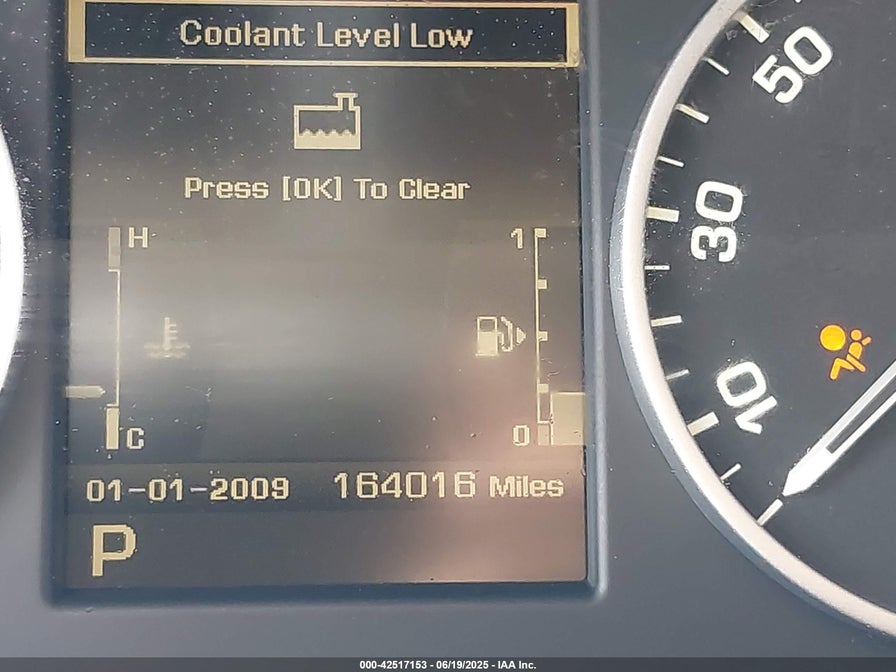 Coolant Level Low
Press [OK] To Clear
H
1
C
0
01-01-2009 164016 Miles
P
50
30
10
000-42517153 - 06/19/2025 - IAA Inc.